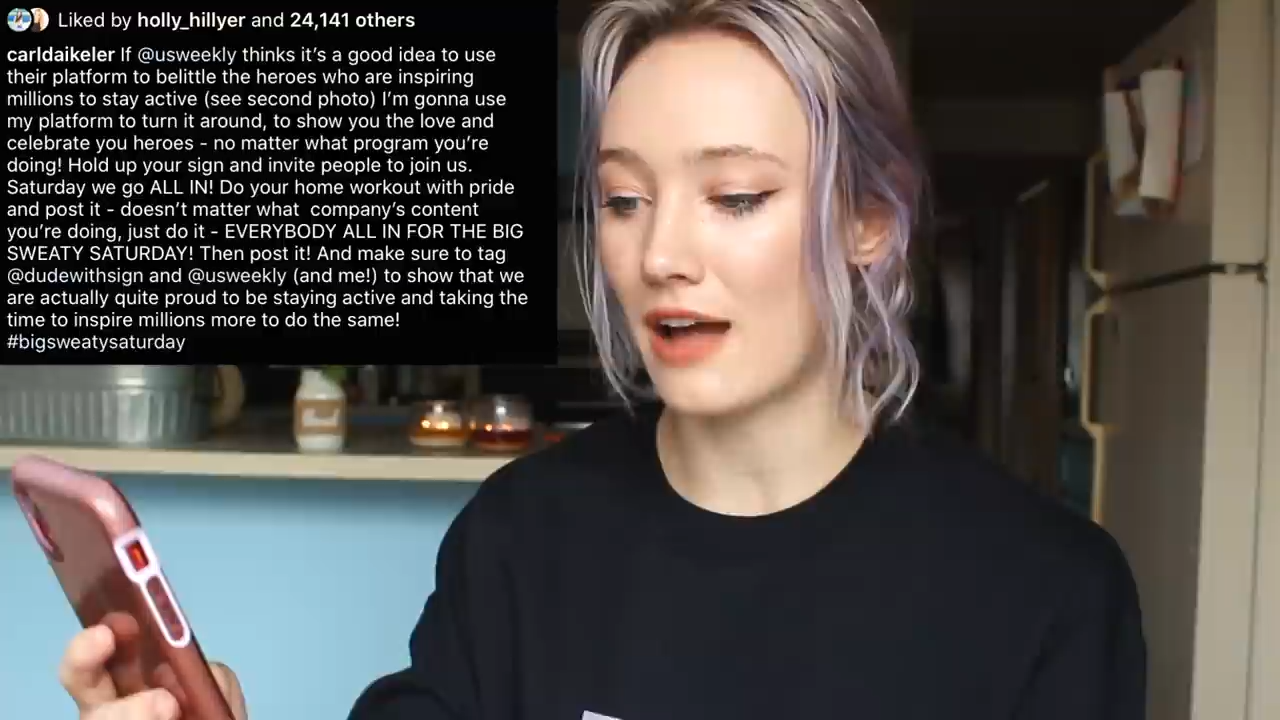 Liked by holly_hillyer and 24,141 others
carldaikeler If @usweekly thinks it's a good idea to use
their platform to belittle the heroes who are inspiring
millions to stay active (see second photo) I'm gonna use
my platform to turn it around, to show you the love and
celebrate you heroes - no matter what program you're
doing! Hold up your sign and invite people to join us.
Saturday we go ALL IN! Do your home workout with pride
and post it - doesn't matter what company's content
you're doing, just do it - EVERYBODY ALL IN FOR THE BIG
SWEATY SATURDAY! Then post it! And make sure to tag
@dudewithsign and @usweekly (and me!) to show that we
are actually quite proud to be staying active and taking the
time to inspire millions more to do the same!
#bigsweatysaturday